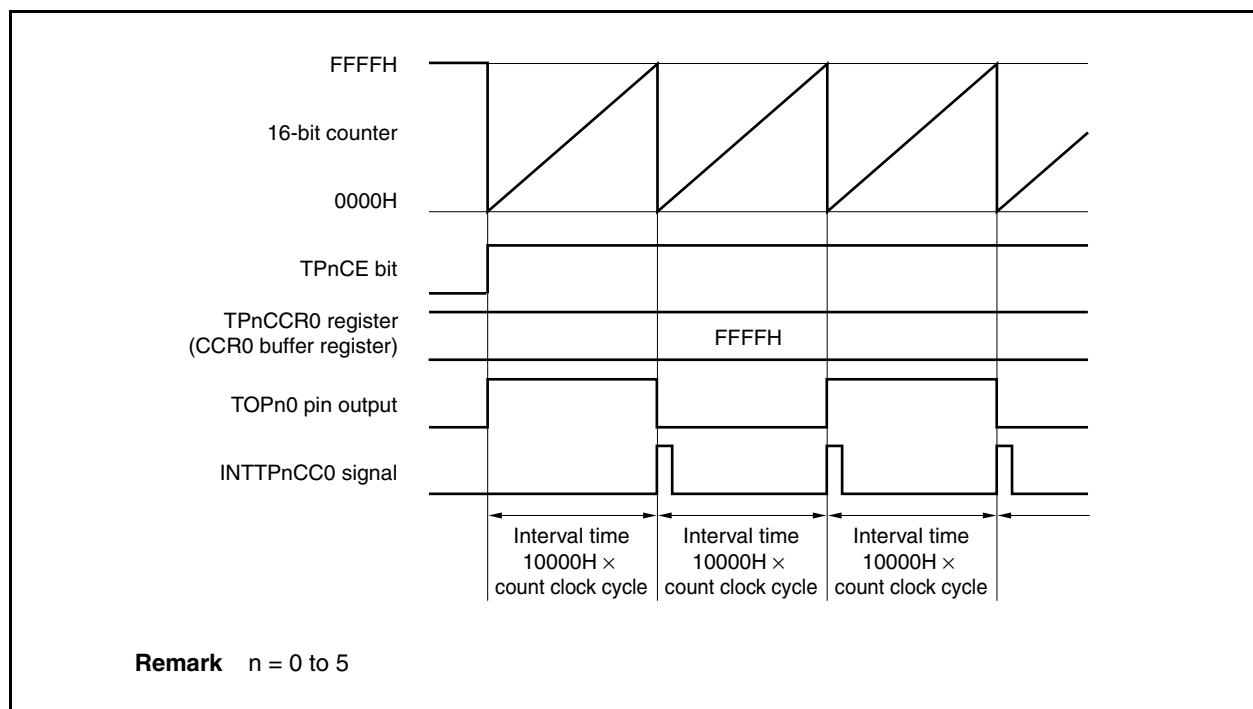 FFFFH
16-bit counter
0000H
TPnCE bit
TPnCCR0 register
(CCR0 buffer register)
FFFFH
TOPn0 pin output
INTTPnCC0 signal
Interval time
10000H ×
count clock cycle
Interval time
10000H ×
count clock cycle
Interval time
10000H ×
count clock cycle
Remark n = 0 to 5